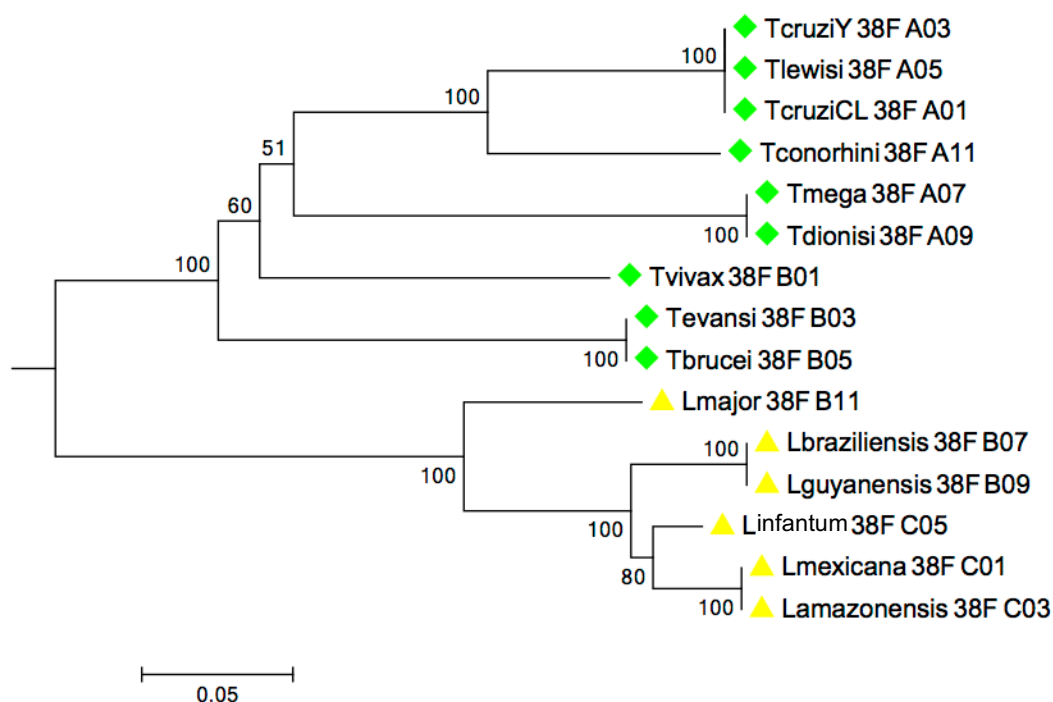 TcruziY 38F A03
100
Tlewisi 38F A05
100
TcruziCL 38F A01
51
Tconorhini 38F A11
60
Tmega 38F A07
100
Tdionisi 38F A09
100
Tvivax 38F B01
Tevansi 38F B03
100
Tbrucei 38F B05
Lmajor 38F B11
100
100
Lbraziliensis 38F B07
Lguyanensis 38F B09
100
Linfantum 38F C05
80
Lmexicana 38F C01
100
Lamazonensis 38F C03
0.05